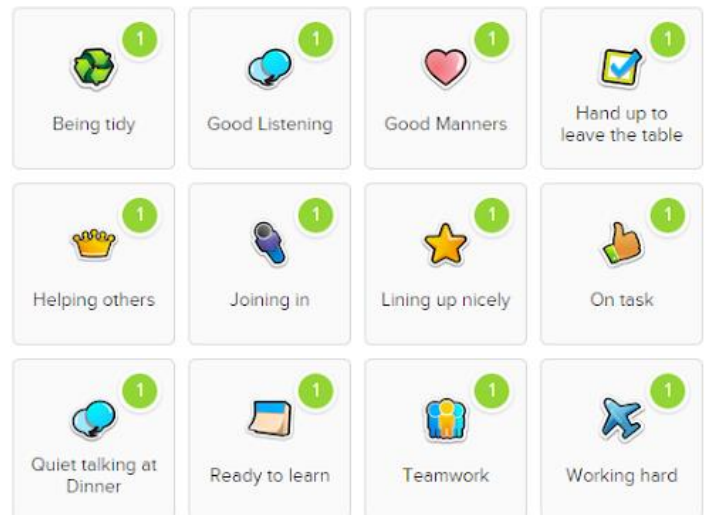 1
1
1
1
Being tidy
Good Listening
Good Manners
Hand up to
leave the table
1
1
1
1
Helping others
Joining in
Lining up nicely
On task
1
1
1
1
Quiet talking at
Dinner
Ready to learn
Teamwork
Working hard